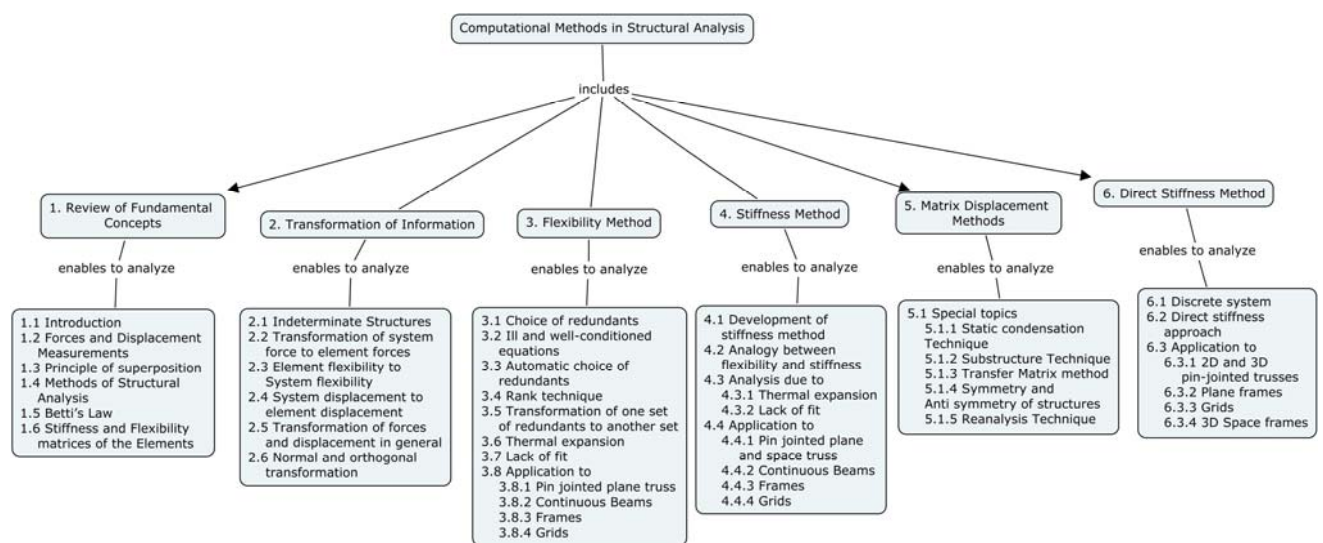 Computational Methods in Structural Analysis
includes
1. Review of Fundamental
Concepts
enables to analyze
1.1 Introduction
1.2 Forces and Displacement
Measurements
1.3 Principle of superposition
1.4 Methods of Structural
Analysis
1.5 Betti's Law
1.6 Stiffness and Flexibility
matrices of the Elements
2. Transformation of Information
enables to analyze
2.1 Indeterminate Structures
2.2 Transformation of system
force to element forces
2.3 Element flexibility to
System flexibility
2.4 System displacement to
element displacement
2.5 Transformation of forces
and displacement in general
2.6 Normal and orthogonal
transformation
3. Flexibility Method
enables to analyze
3.1 Choice of redundants
3.2 Ill and well-conditioned
equations
3.3 Automatic choice of
redundants
3.4 Rank technique
3.5 Transformation of one set
of redundants to another set
3.6 Thermal expansion
3.7 Lack of fit
3.8 Application to
3.8.1 Pin jointed plane truss
3.8.2 Continuous Beams
3.8.3 Frames
3.8.4 Grids
4. Stiffness Method
enables to analyze
4.1 Development of
stiffness method
4.2 Analogy between
flexibility and stiffness
4.3 Analysis due to
4.3.1 Thermal expansion
4.3.2 Lack of fit
4.4 Application to
4.4.1 Pin jointed plane
and space truss
4.4.2 Continuous Beams
4.4.3 Frames
4.4.4 Grids
5. Matrix Displacement
Methods
enables to analyze
5.1 Special topics
5.1.1 Static condensation
Technique
5.1.2 Substructure Technique
5.1.3 Transfer Matrix method
5.1.4 Symmetry and
Anti symmetry of structures
5.1.5 Reanalysis Technique
6. Direct Stiffness Method
enables to analyze
6.1 Discrete system
6.2 Direct stiffness
approach
6.3 Application to
6.3.1 2D and 3D
pin-jointed trusses
6.3.2 Plane frames
6.3.3 Grids
6.3.4 3D Space frames